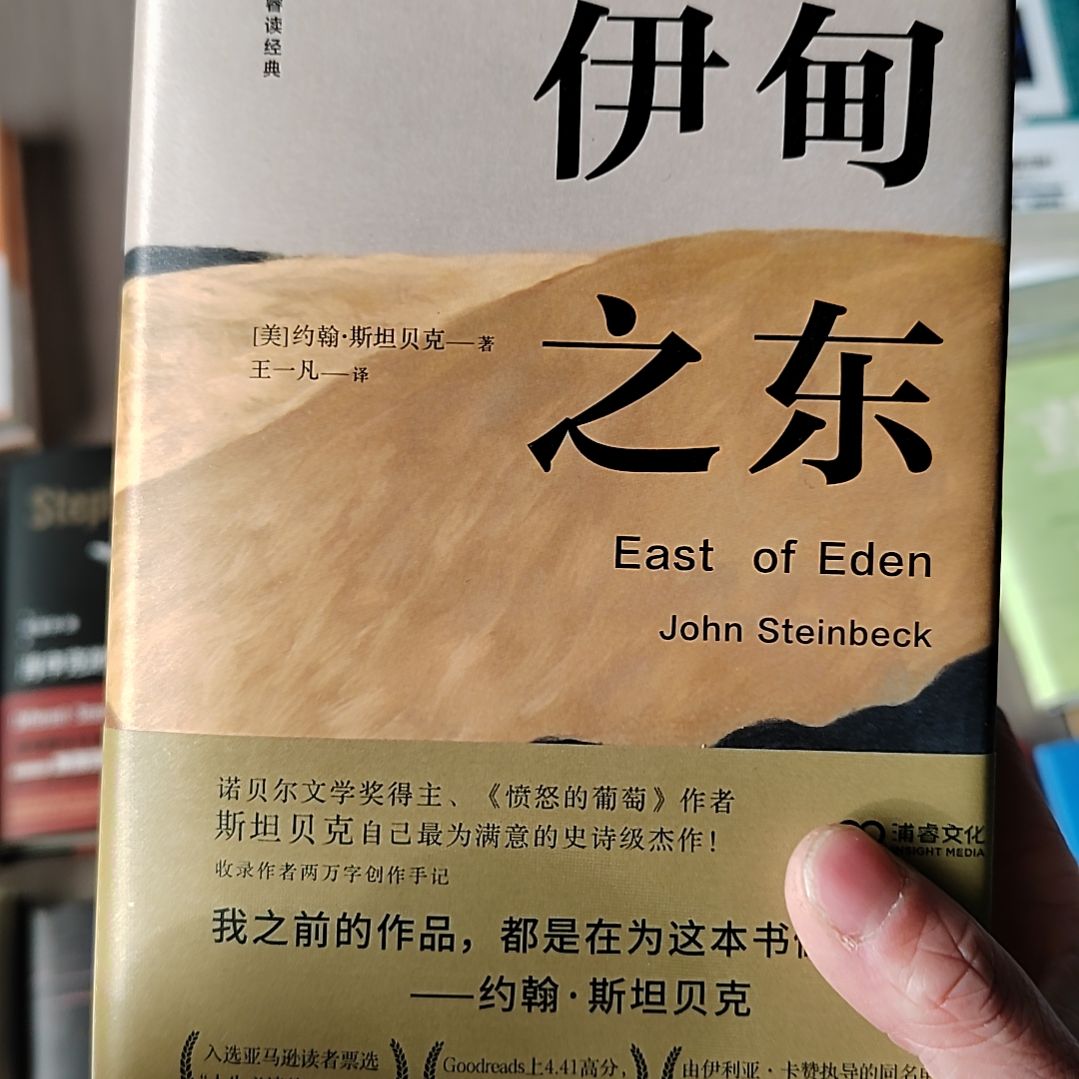 睿读经典
伊甸
之东
[美]约翰·斯坦贝克—著
王一凡—译
East of Eden
John Steinbeck
诺贝尔文学奖得主、《愤怒的葡萄》作者
斯坦贝克自己最为满意的史诗级杰作!
收录作者两万字创作手记
浦睿文化
INSIGHT MEDIA
我之前的作品，都是在为这本书
——约翰·斯坦贝克
入选亚马逊读者票选
Goodreads上4.41高分，
由伊利亚·卡赞执导的同名